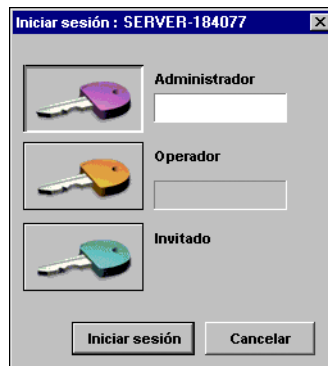 Iniciar sesión : SERVER-184077
Administrador
Operador
Invitado
Iniciar sesión
Cancelar